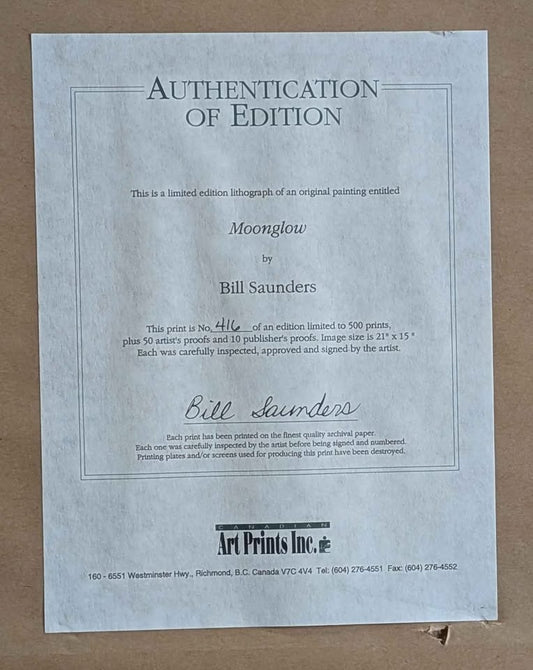 AUTHENTICATION
OF EDITION
This is a limited edition lithograph of an original painting entitled
Moonglow
by
Bill Saunders
This print is No. 416 of an edition limited to 500 prints,
plus 50 artist's proofs and 10 publisher's proofs. Image size is 21" x 15 "
Each was carefully inspected, approved and signed by the artist.
Bill Saunders
Each print has been printed on the finest quality archival paper.
Each one was carefully inspected by the artist before being signed and numbered.
Printing plates and/or screens used for producing this print have been destroyed.
CANADIAN
Art Prints Inc.
160 - 6551 Westminster Hwy., Richmond, B.C. Canada V7C 4V4 Tel: (604) 276-4551 Fax: (604) 276-4552